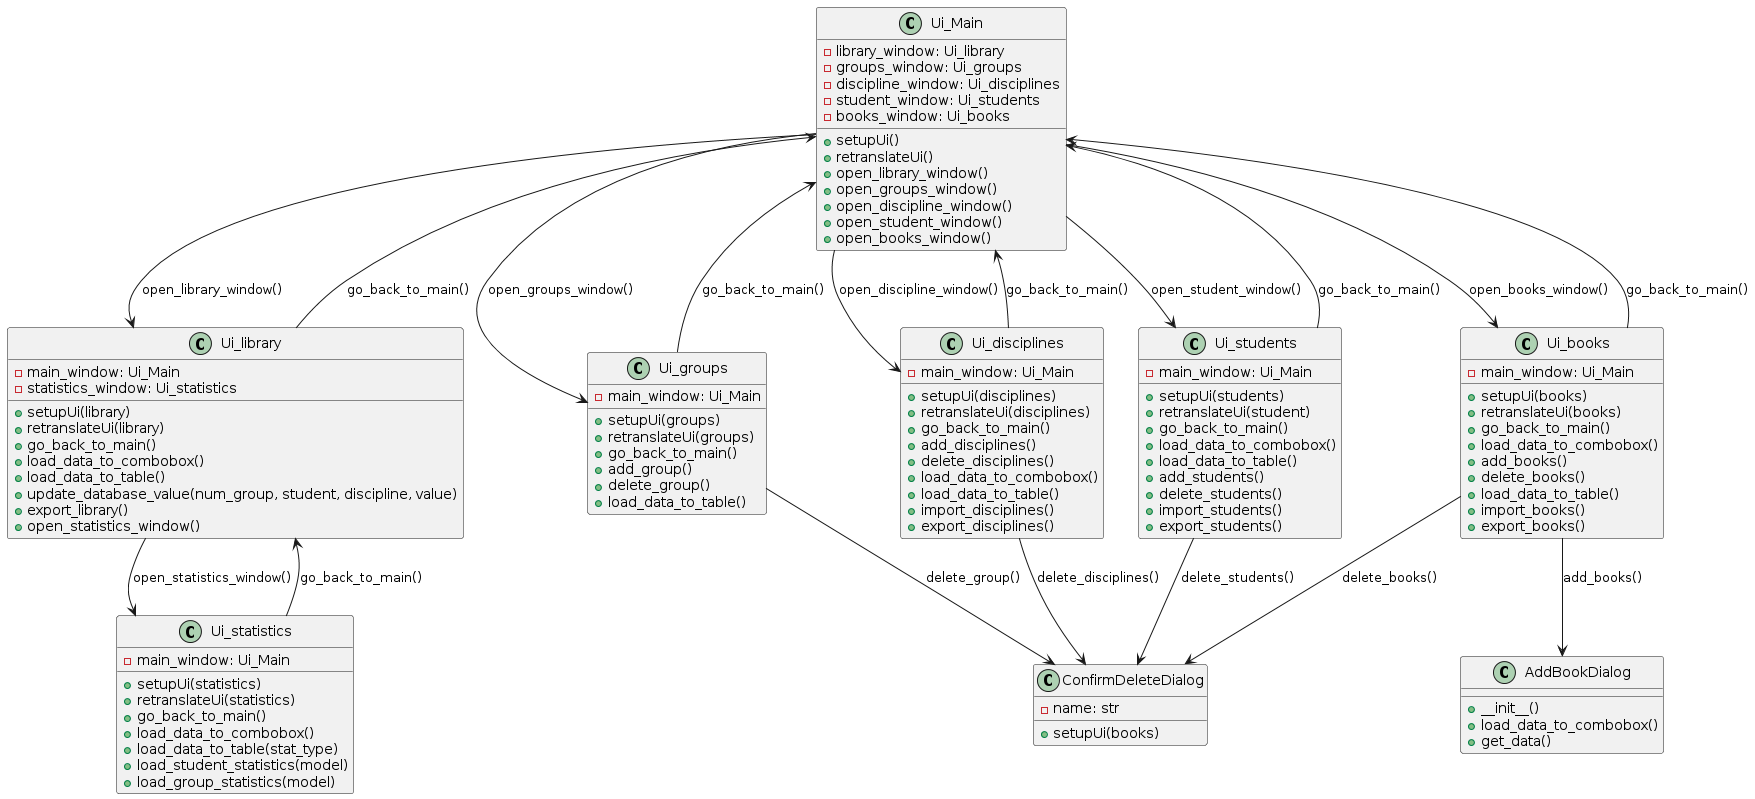 C Ui_Main
library_window: Ui_library
groups_window: Ui_groups
discipline_window: Ui_disciplines
student_window: Ui_students
books_window: Ui_books
setupUi()
retranslateUi()
open_library_window()
open_groups_window()
open_discipline_window()
open_student_window()
open_books_window()
open_library_window()
go_back_to_main()
open_groups_window()
go_back_to_main()
open_discipline_window()
go_back_to_main()
open_student_window()
go_back_to_main()
open_books_window()
go_back_to_main()
C Ui_library
main_window: Ui_Main
statistics_window: Ui_statistics
setupUi(library)
retranslateUi(library)
go_back_to_main()
load_data_to_combobox()
load_data_to_table()
update_database_value(num_group, student, discipline, value)
export_library()
open_statistics_window()
C Ui_groups
main_window: Ui_Main
setupUi(groups)
retranslateUi(groups)
go_back_to_main()
add_group()
delete_group()
load_data_to_table()
C Ui_disciplines
main_window: Ui_Main
setupUi(disciplines)
retranslateUi(disciplines)
go_back_to_main()
add_disciplines()
delete_disciplines()
load_data_to_combobox()
load_data_to_table()
import_disciplines()
export_disciplines()
C Ui_students
main_window: Ui_Main
setupUi(students)
retranslateUi(student)
go_back_to_main()
load_data_to_combobox()
load_data_to_table()
add_students()
delete_students()
import_students()
export_students()
C Ui_books
main_window: Ui_Main
setupUi(books)
retranslateUi(books)
go_back_to_main()
load_data_to_combobox()
add_books()
delete_books()
load_data_to_table()
import_books()
export_books()
open_statistics_window()
go_back_to_main()
delete_group()
delete_disciplines()
delete_students()
delete_books()
add_books()
C Ui_statistics
main_window: Ui_Main
setupUi(statistics)
retranslateUi(statistics)
go_back_to_main()
load_data_to_combobox()
load_data_to_table(stat_type)
load_student_statistics(model)
load_group_statistics(model)
C ConfirmDeleteDialog
name: str
setupUi(books)
C AddBookDialog
__init__()
load_data_to_combobox()
get_data()